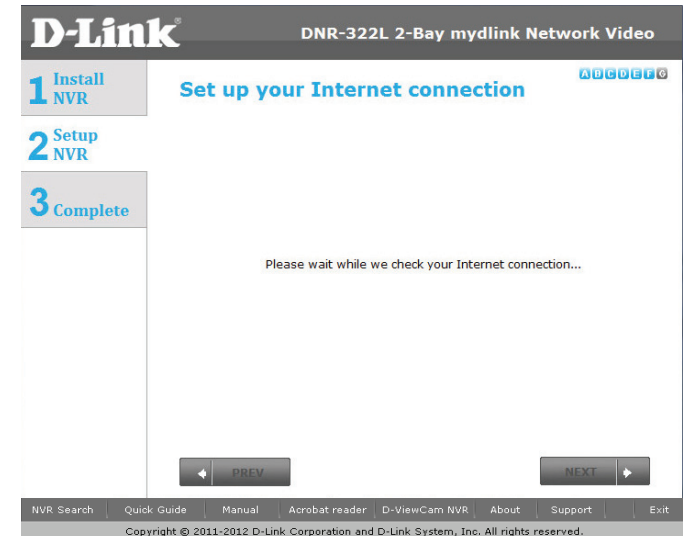 D-Link®
DNR-322L 2-Bay mydlink Network Video
1 Install NVR
2 Setup NVR
3 Complete
Set up your Internet connection
A B C D E F G
Please wait while we check your Internet connection...
PREV
NEXT
NVR Search Quick Guide Manual Acrobat reader D-ViewCam NVR About Support Exit
Copyright © 2011-2012 D-Link Corporation and D-Link System, Inc. All rights reserved.